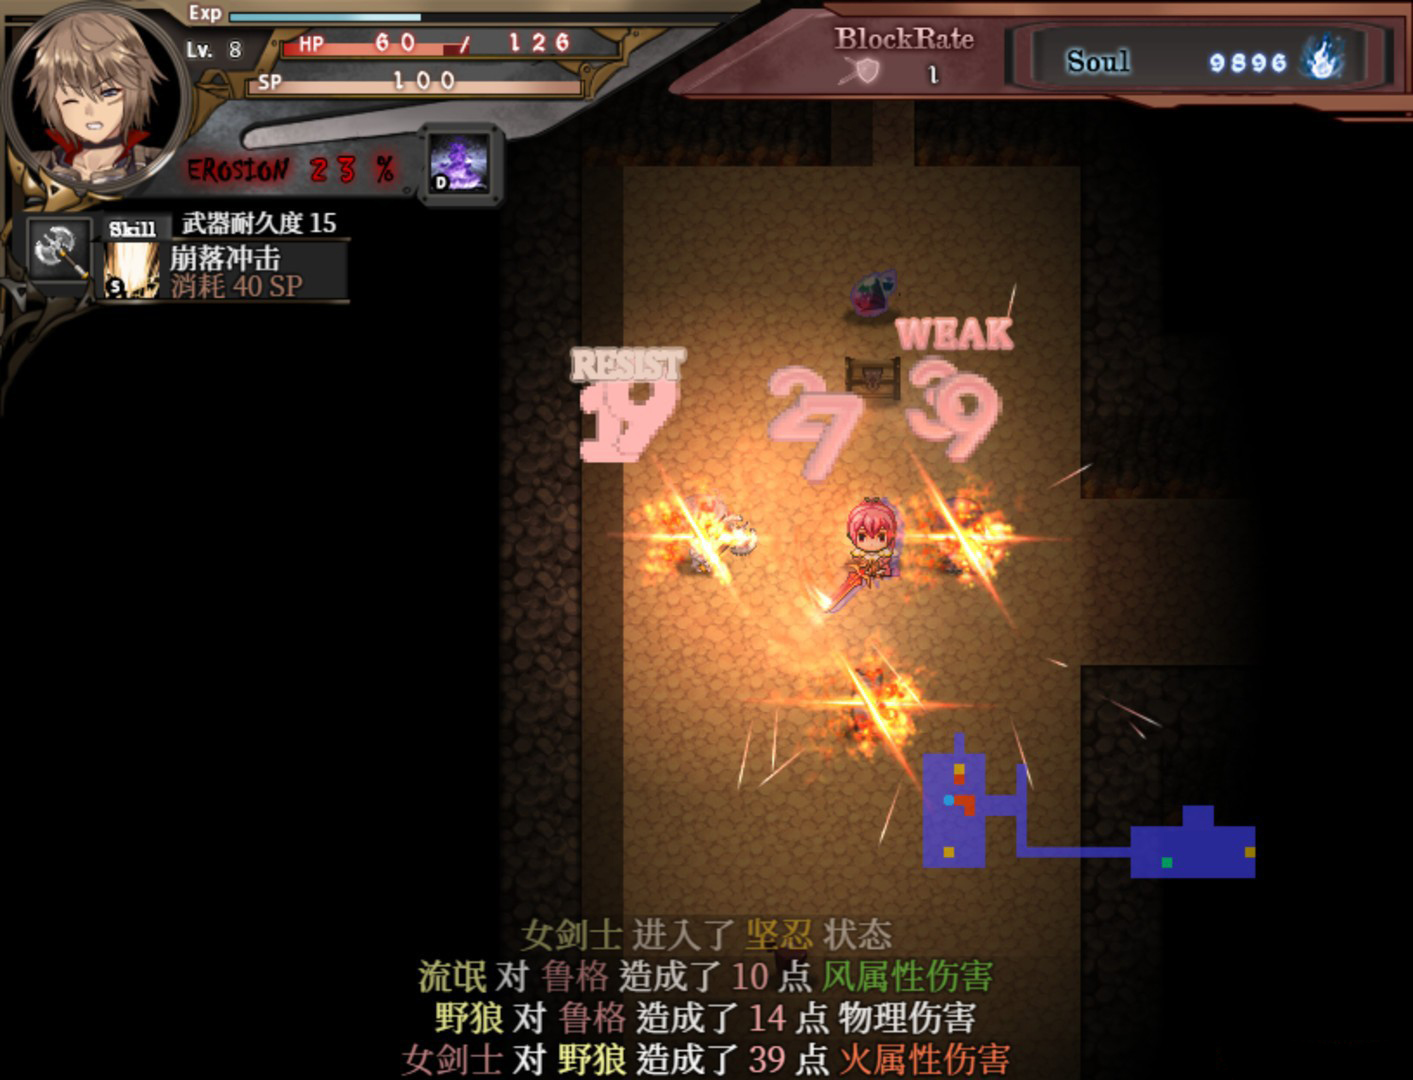 Exp
Lv. 8
HP 60 / 126
SP 100
BlockRate
1
Soul 9896
EROSION 23 %
D
Skill 武器耐久度 15
S 崩落冲击
消耗 40 SP
WEAK
RESIST
19 27 39
女剑士 进入了 坚忍 状态
流氓 对 鲁格 造成了 10 点 风属性伤害
野狼 对 鲁格 造成了 14 点 物理伤害
女剑士 对 野狼 造成了 39 点 火属性伤害